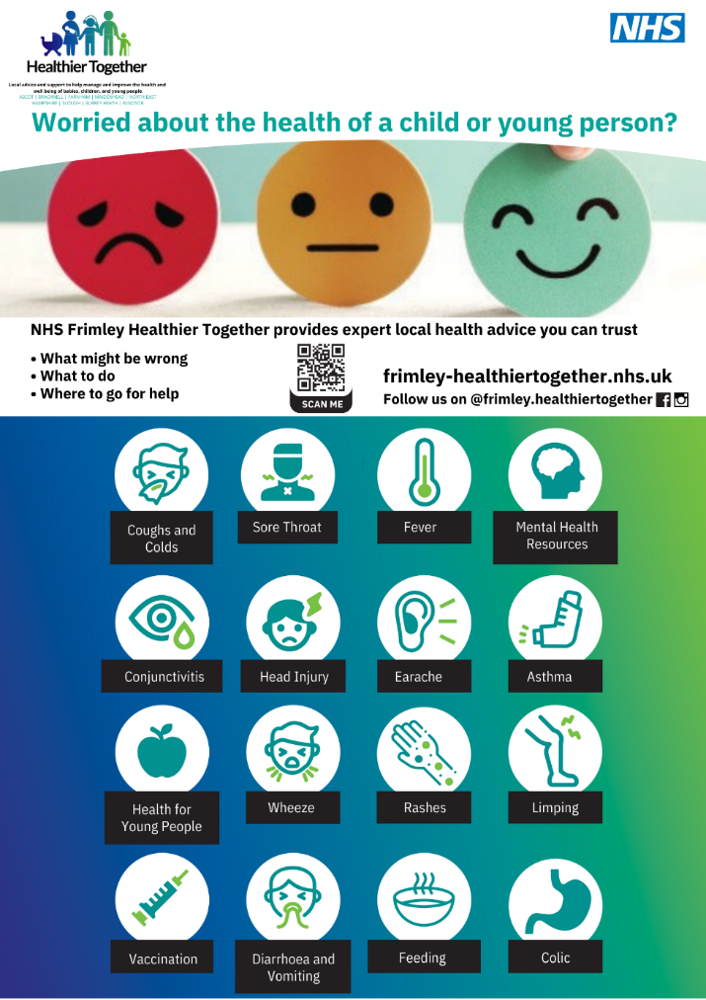 NHS
Healthier Together
Local advice and support to help manage and improve the health and
well being of babies, children, and young people
ASCOT | BRACKNELL | FARNHAM | MAIDENHEAD | NORTH EAST
HAMPSHIRE | SLOUGH | SURREY HEATH | WINDSOR
Worried about the health of a child or young person?
NHS Frimley Healthier Together provides expert local health advice you can trust
• What might be wrong
• What to do
• Where to go for help
SCAN ME
frimley-healthiertogether.nhs.uk
Follow us on @frimley.healthiertogether
Coughs and
Colds
Sore Throat
Fever
Mental Health
Resources
Conjunctivitis
Head Injury
Earache
Asthma
Health for
Young People
Wheeze
Rashes
Limping
Vaccination
Diarrhoea and
Vomiting
Feeding
Colic